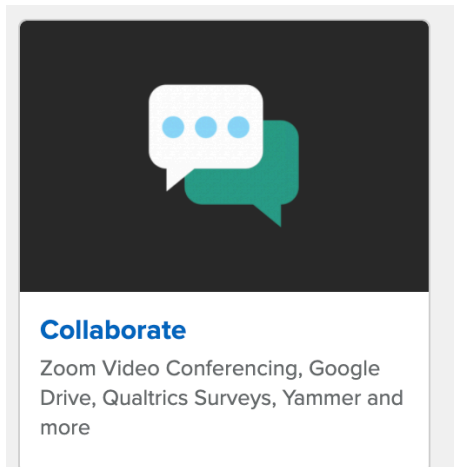 Collaborate
Zoom Video Conferencing, Google
Drive, Qualtrics Surveys, Yammer and
more